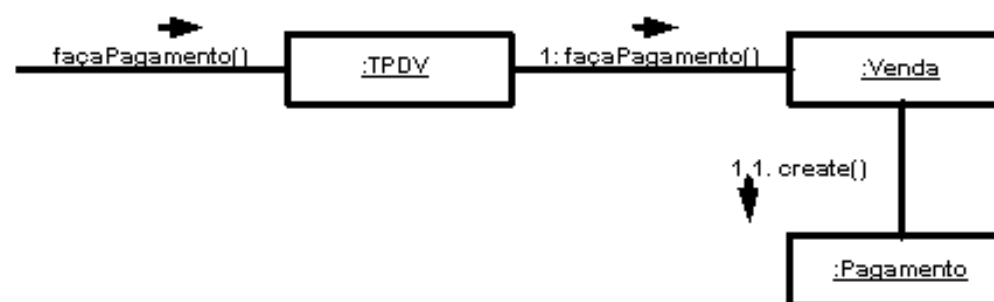 façaPagamento()
:TPDV
1: façaPagamento()
:Venda
1.1. create()
:Pagamento